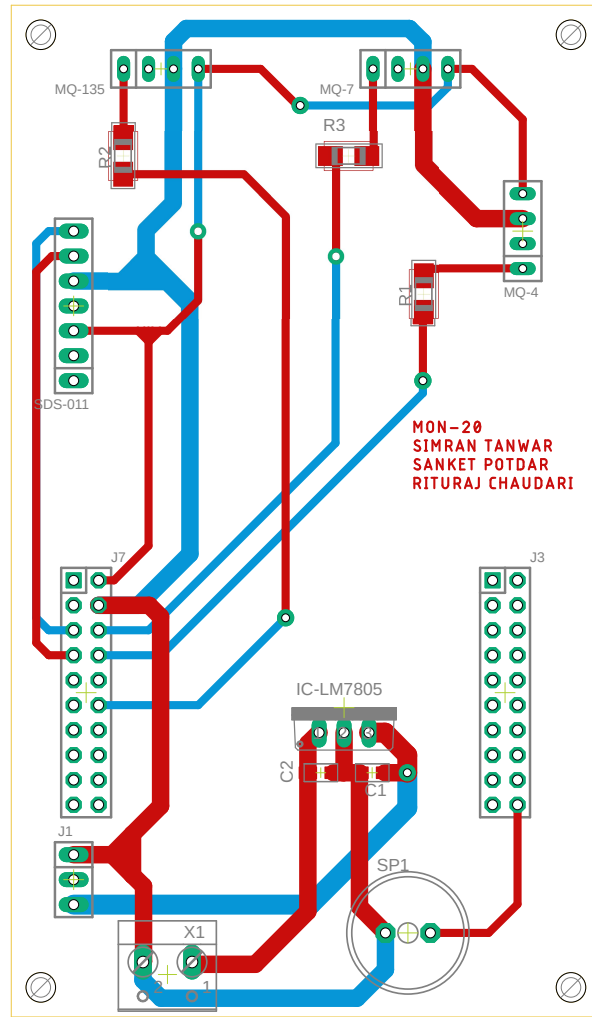 MQ-135
MQ-7
R3
R2
MQ-4
R1
SDS-011
MON-20
SIMRAN TANWAR
SANKET POTDAR
RITURAJ CHAUDARI
J7
J3
IC-LM7805
C2
C1
J1
SP1
X1
2
1